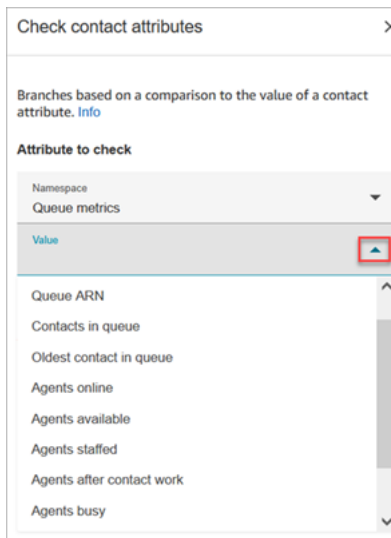 Check contact attributes
Branches based on a comparison to the value of a contact
attribute. Info
Attribute to check
Namespace
Queue metrics
Value
Queue ARN
Contacts in queue
Oldest contact in queue
Agents online
Agents available
Agents staffed
Agents after contact work
Agents busy